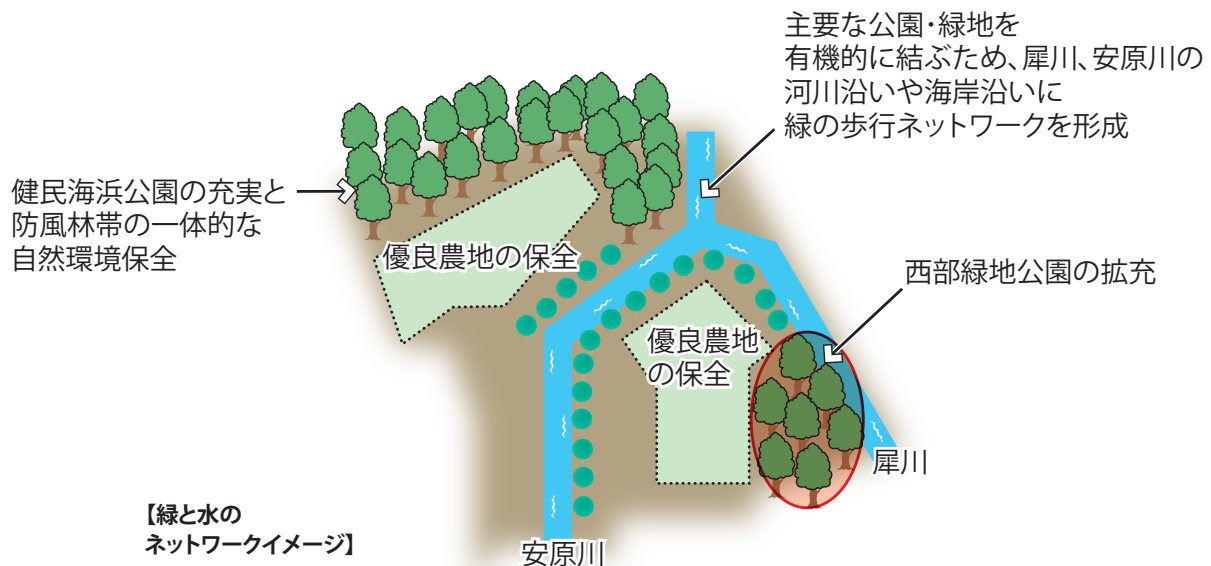 主要な公園･緑地を
有機的に結ぶため、犀川、安原川の
河川沿いや海岸沿いに
緑の歩行ネットワークを形成
健民海浜公園の充実と
防風林帯の一体的な
自然環境保全
優良農地の保全
西部緑地公園の拡充
優良農地
の保全
犀川
【緑と水の
ネットワークイメージ】
安原川